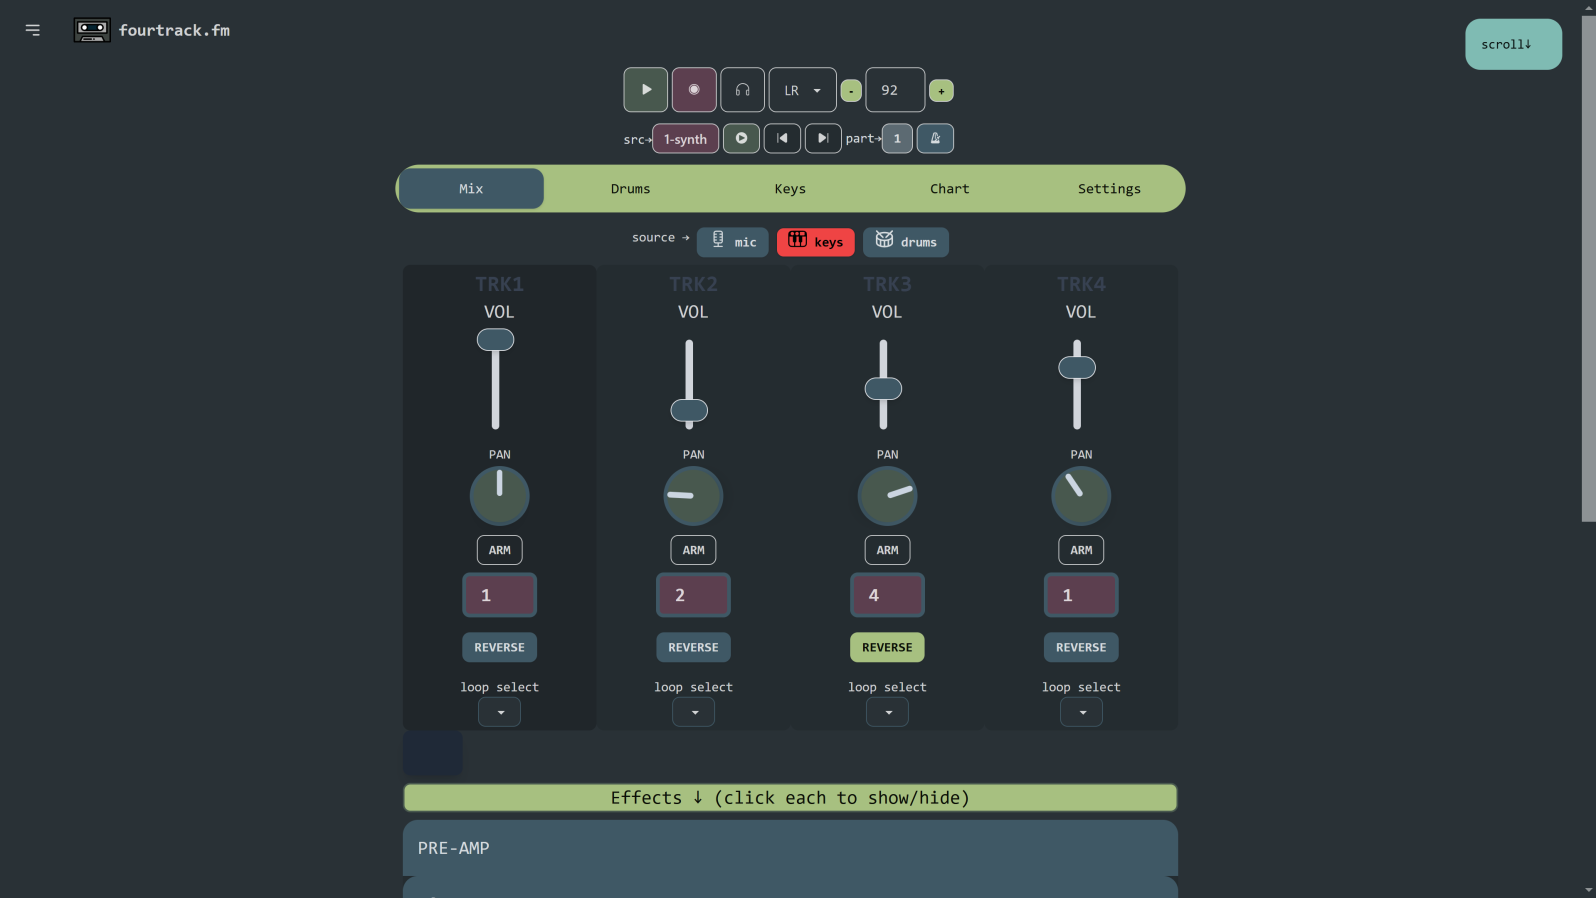 fourtrack.fm
scroll↓
LR
-
92
+
src→ 1-synth part→ 1
Mix Drums Keys Chart Settings
source → mic keys drums
TRK1 TRK2 TRK3 TRK4
VOL VOL VOL VOL
PAN PAN PAN PAN
ARM ARM ARM ARM
1 2 4 1
REVERSE REVERSE REVERSE REVERSE
loop select loop select loop select loop select
Effects ↓ (click each to show/hide)
PRE-AMP